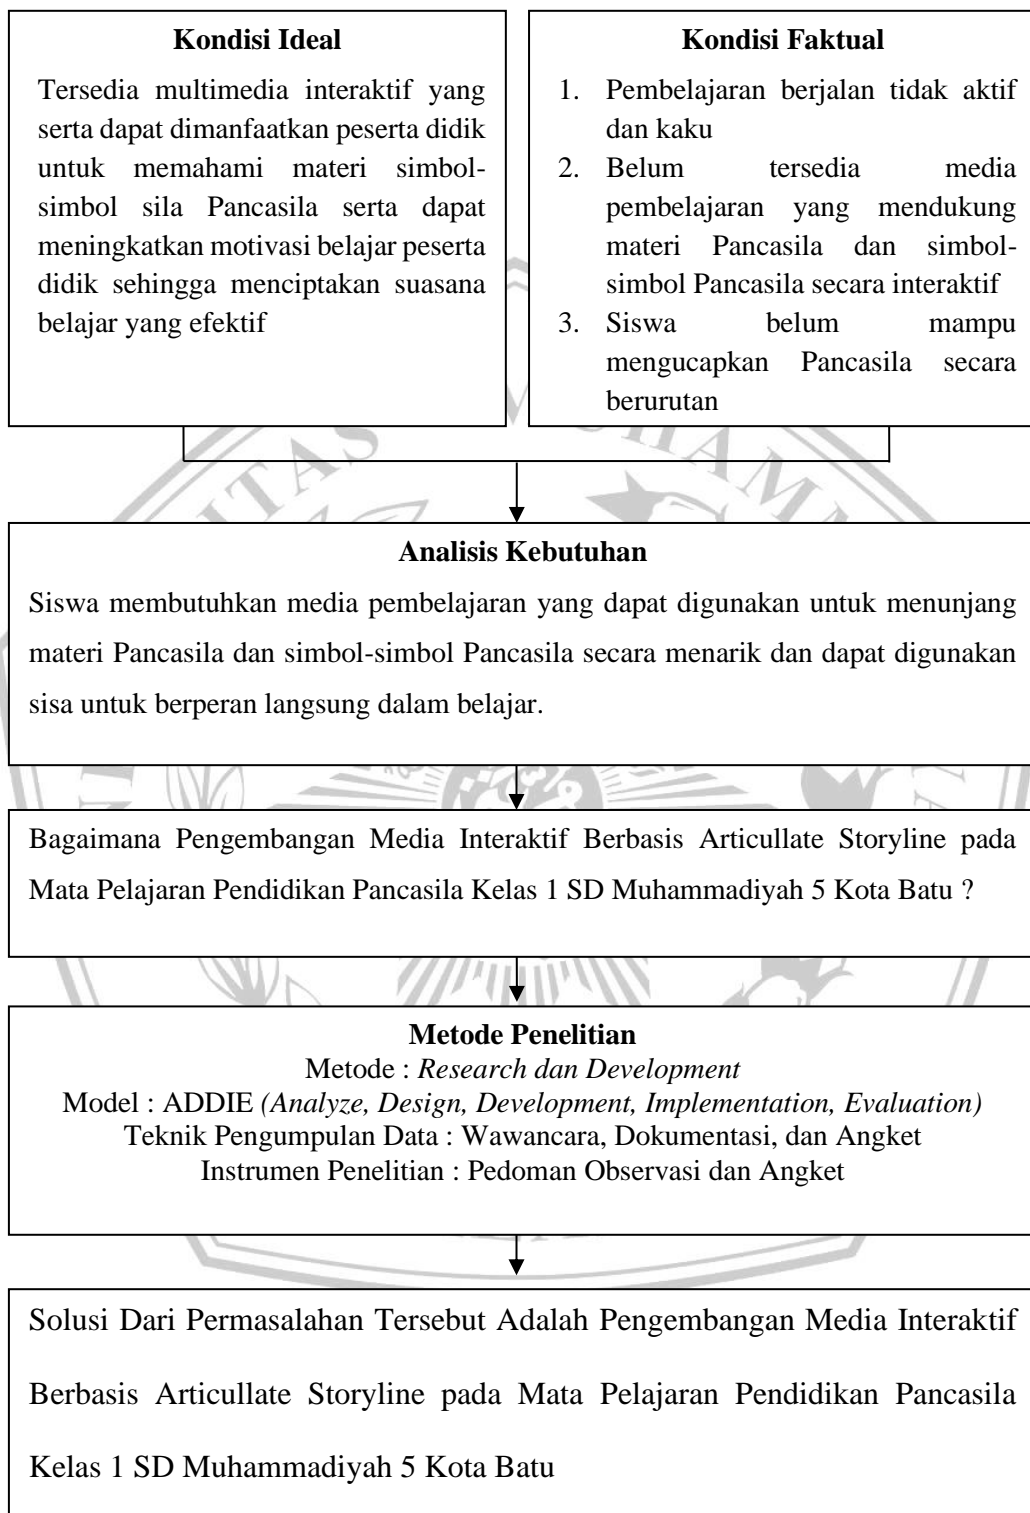 Kondisi Ideal
Tersedia multimedia interaktif yang
serta dapat dimanfaatkan peserta didik
untuk memahami materi simbol-
simbol sila Pancasila serta dapat
meningkatkan motivasi belajar peserta
didik sehingga menciptakan suasana
belajar yang efektif
Kondisi Faktual
1. Pembelajaran berjalan tidak aktif
dan kaku
2. Belum tersedia media
pembelajaran yang mendukung
materi Pancasila dan simbol-
simbol Pancasila secara interaktif
3. Siswa belum mampu
mengucapkan Pancasila secara
berurutan
Analisis Kebutuhan
Siswa membutuhkan media pembelajaran yang dapat digunakan untuk menunjang
materi Pancasila dan simbol-simbol Pancasila secara menarik dan dapat digunakan
sisa untuk berperan langsung dalam belajar.
Bagaimana Pengembangan Media Interaktif Berbasis Articullate Storyline pada
Mata Pelajaran Pendidikan Pancasila Kelas 1 SD Muhammadiyah 5 Kota Batu ?
Metode Penelitian
Metode : Research dan Development
Model : ADDIE (Analyze, Design, Development, Implementation, Evaluation)
Teknik Pengumpulan Data : Wawancara, Dokumentasi, dan Angket
Instrumen Penelitian : Pedoman Observasi dan Angket
Solusi Dari Permasalahan Tersebut Adalah Pengembangan Media Interaktif
Berbasis Articullate Storyline pada Mata Pelajaran Pendidikan Pancasila
Kelas 1 SD Muhammadiyah 5 Kota Batu